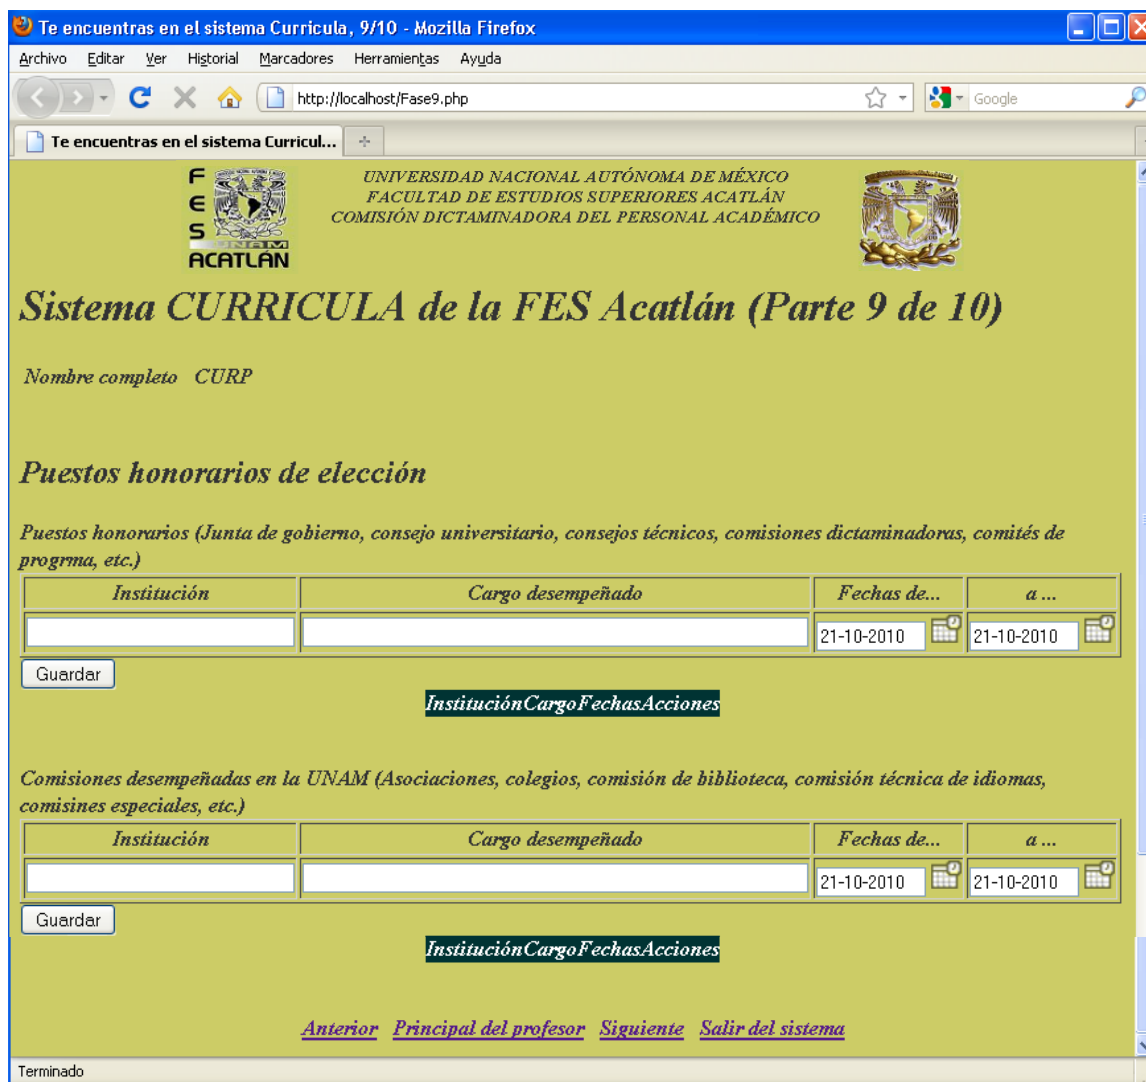 Te encuentras en el sistema Curricula, 9/10 - Mozilla Firefox
Archivo Editar Ver Historial Marcadores Herramientas Ayuda
http://localhost/Fase9.php Google
Te encuentras en el sistema Curricul...
UNIVERSIDAD NACIONAL AUTÓNOMA DE MÉXICO
FACULTAD DE ESTUDIOS SUPERIORES ACATLÁN
COMISIÓN DICTAMINADORA DEL PERSONAL ACADÉMICO
FES
UNAM
ACATLÁN
Sistema CURRICULA de la FES Acatlán (Parte 9 de 10)
Nombre completo CURP
Puestos honorarios de elección
Puestos honorarios (Junta de gobierno, consejo universitario, consejos técnicos, comisiones dictaminadoras, comités de
progrma, etc.)
Institución Cargo desempeñado Fechas de... a ...
21-10-2010 21-10-2010
Guardar
InstituciónCargoFechasAcciones
Comisiones desempeñadas en la UNAM (Asociaciones, colegios, comisión de biblioteca, comisión técnica de idiomas,
comisines especiales, etc.)
Institución Cargo desempeñado Fechas de... a ...
21-10-2010 21-10-2010
Guardar
InstituciónCargoFechasAcciones
Anterior Principal del profesor Siguiente Salir del sistema
Terminado